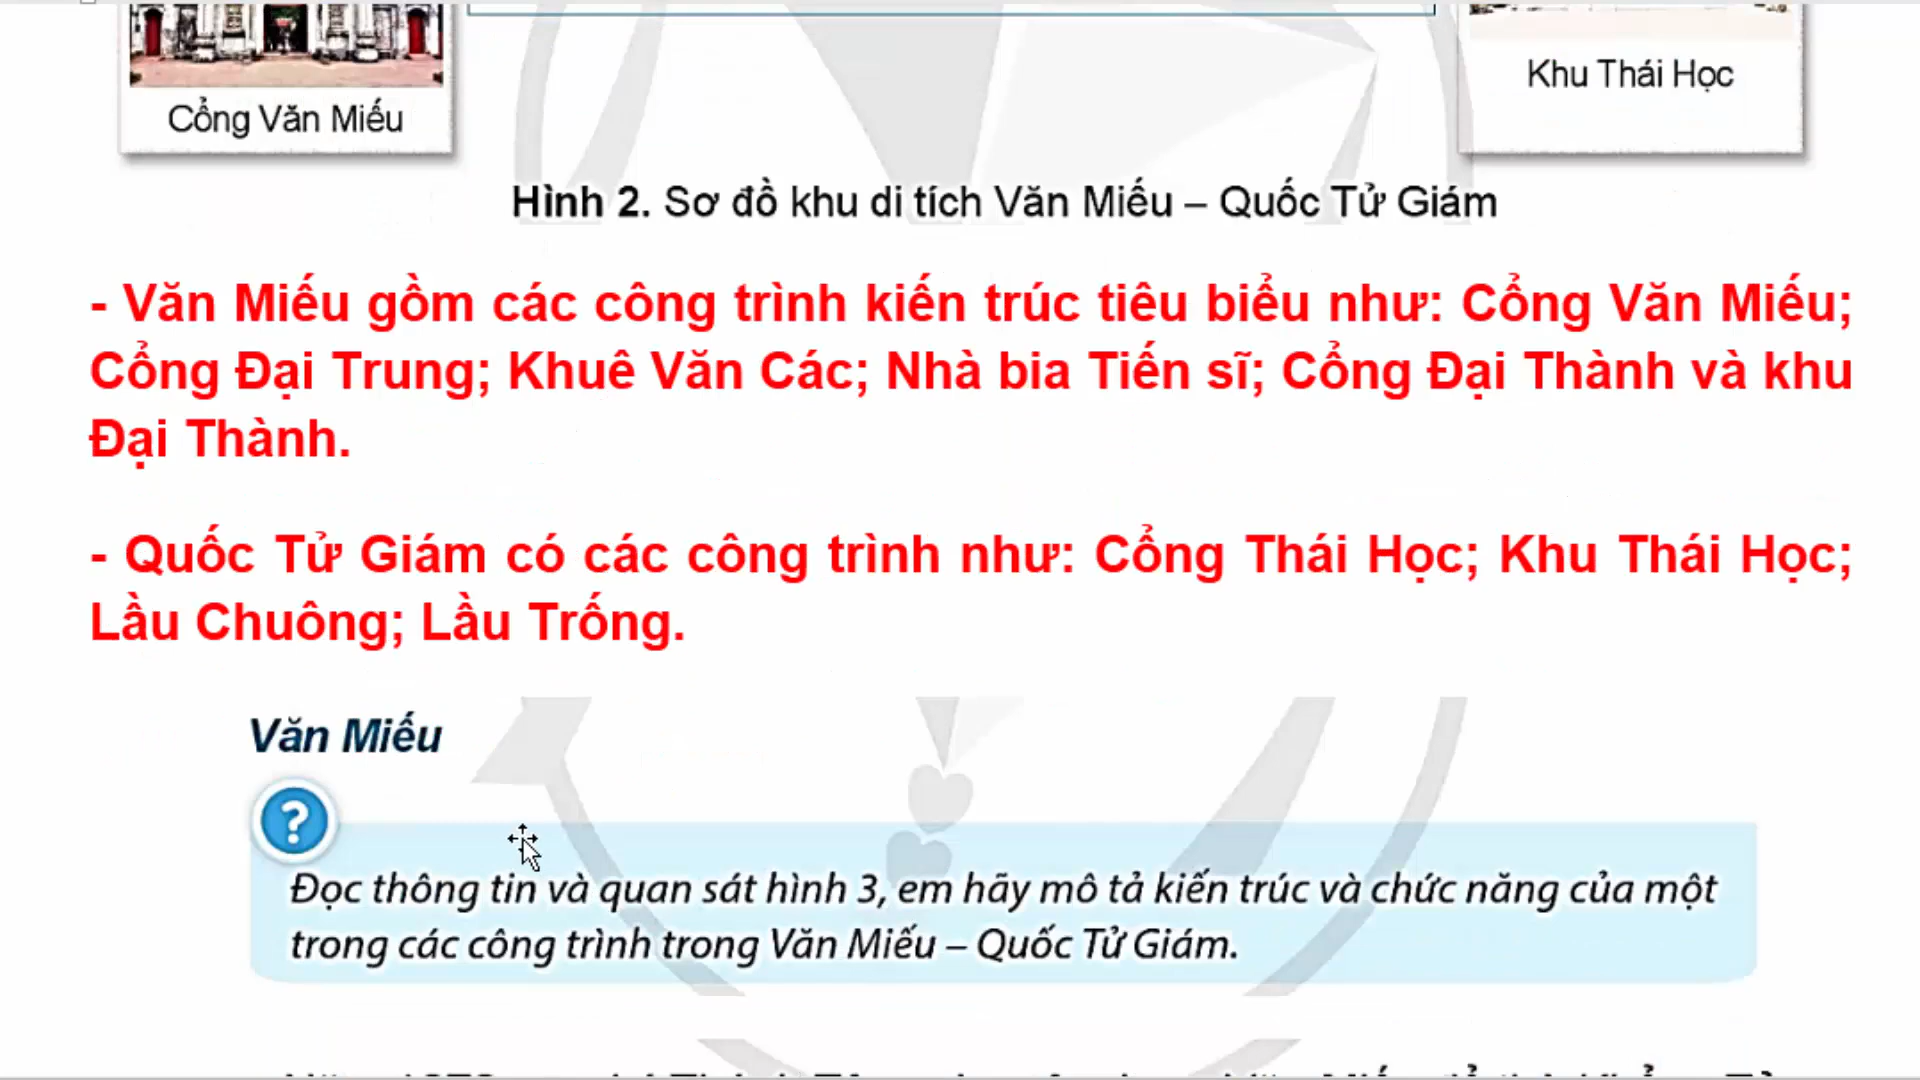 Cổng Văn Miếu
Khu Thái Học
Hình 2. Sơ đồ khu di tích Văn Miếu – Quốc Tử Giám
- Văn Miếu gồm các công trình kiến trúc tiêu biểu như: Cổng Văn Miếu;
Cổng Đại Trung; Khuê Văn Các; Nhà bia Tiến sĩ; Cổng Đại Thành và khu
Đại Thành.
- Quốc Tử Giám có các công trình như: Cổng Thái Học; Khu Thái Học;
Lầu Chuông; Lầu Trống.
Văn Miếu
?
Đọc thông tin và quan sát hình 3, em hãy mô tả kiến trúc và chức năng của một
trong các công trình trong Văn Miếu – Quốc Tử Giám.